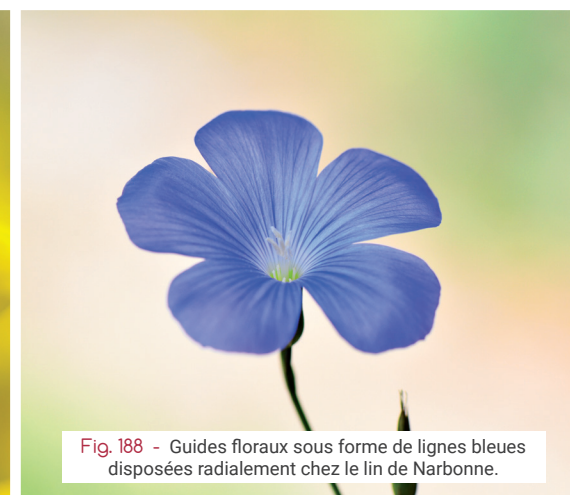 Fig. 188 - Guides floraux sous forme de lignes bleues
disposées radialement chez le lin de Narbonne.